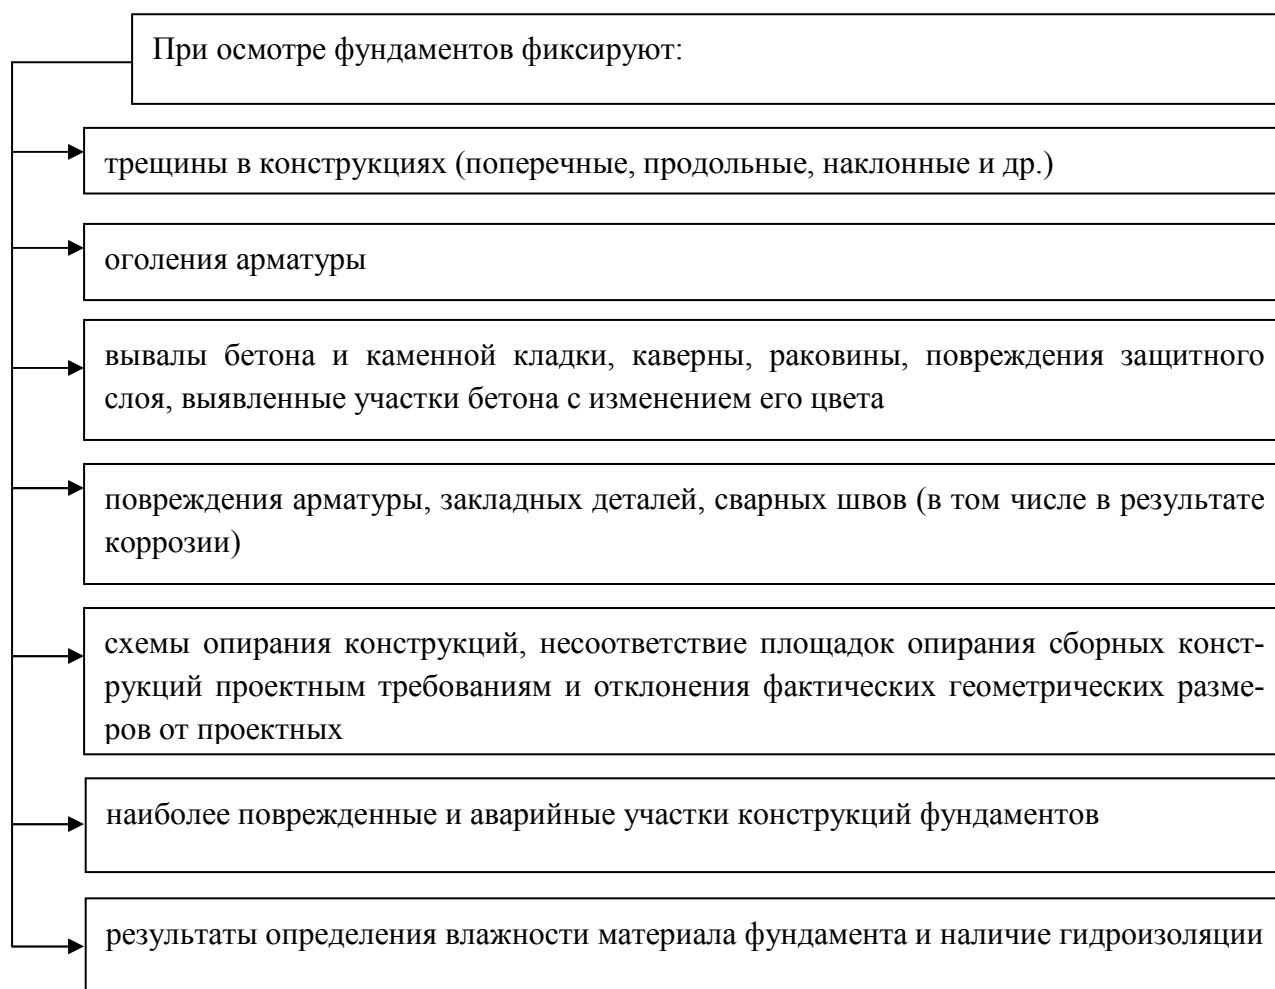 При осмотре фундаментов фиксируют:
трещины в конструкциях (поперечные, продольные, наклонные и др.)
оголения арматуры
вывалы бетона и каменной кладки, каверны, раковины, повреждения защитного
слоя, выявленные участки бетона с изменением его цвета
повреждения арматуры, закладных деталей, сварных швов (в том числе в результате
коррозии)
схемы опирания конструкций, несоответствие площадок опирания сборных конст-
рукций проектным требованиям и отклонения фактических геометрических разме-
ров от проектных
наиболее поврежденные и аварийные участки конструкций фундаментов
результаты определения влажности материала фундамента и наличие гидроизоляции